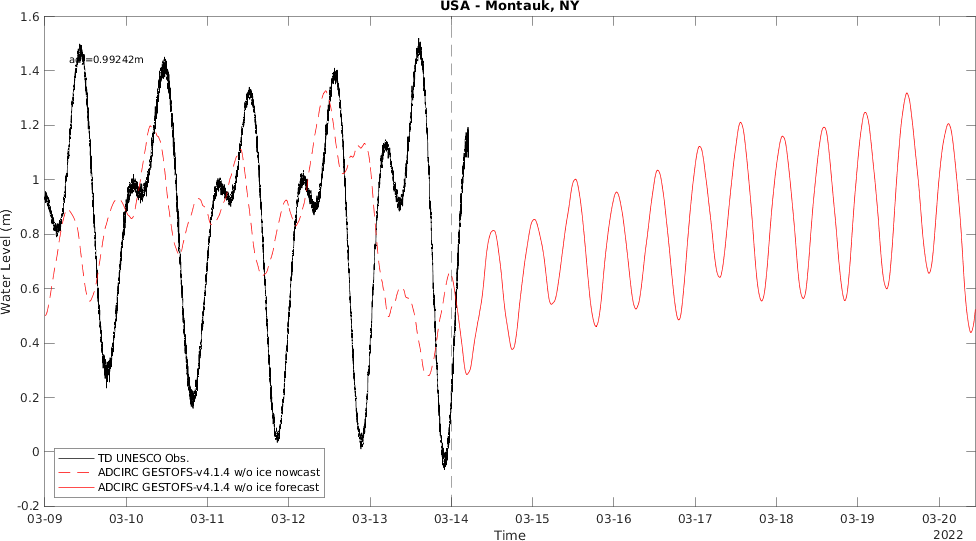 USA - Montauk, NY
1.6
1.4
1.2
1
0.8
0.6
0.4
0.2
0
-0.2
Water Level (m)
=0.99242m
TD UNESCO Obs.
ADCIRC GESTOFS-v4.1.4 w/o ice nowcast
ADCIRC GESTOFS-v4.1.4 w/o ice forecast
03-09 03-10 03-11 03-12 03-13 03-14 03-15 03-16 03-17 03-18 03-19 03-20
Time
2022